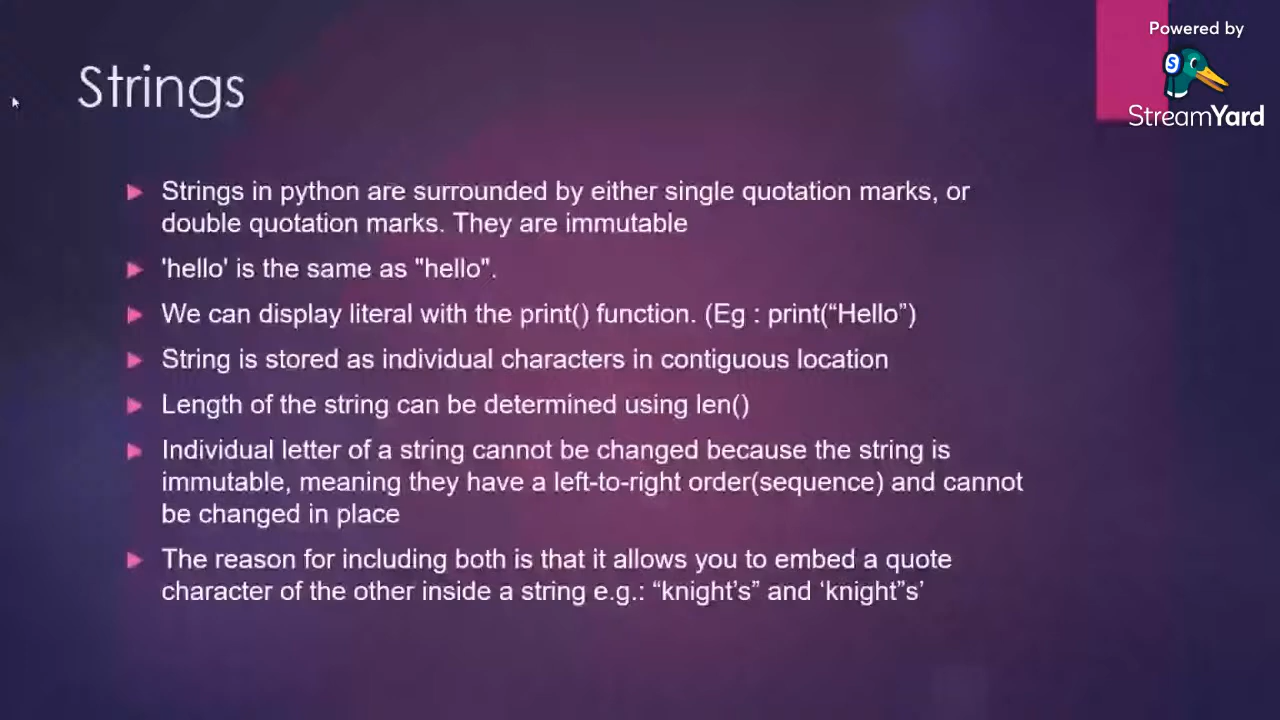 Powered by
StreamYard
Strings
Strings in python are surrounded by either single quotation marks, or
double quotation marks. They are immutable
'hello' is the same as "hello".
We can display literal with the print() function. (Eg : print(“Hello”)
String is stored as individual characters in contiguous location
Length of the string can be determined using len()
Individual letter of a string cannot be changed because the string is
immutable, meaning they have a left-to-right order(sequence) and cannot
be changed in place
The reason for including both is that it allows you to embed a quote
character of the other inside a string e.g.: “knight’s” and ‘knight”s’